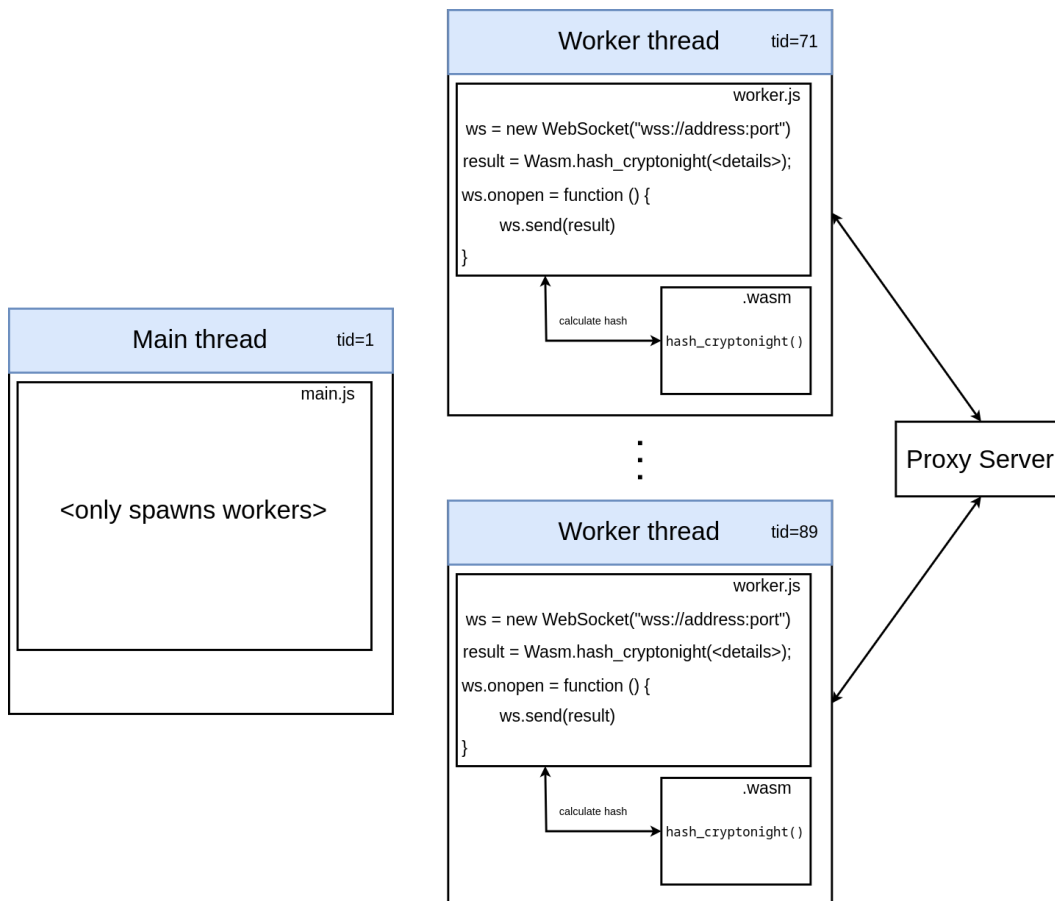 Main thread
tid=1
main.js
<only spawns workers>
Worker thread
tid=71
worker.js
ws = new WebSocket("wss://address:port")
result = Wasm.hash_cryptonight(<details>);
ws.onopen = function () {
ws.send(result)
}
calculate hash
.wasm
hash_cryptonight()
Worker thread
tid=89
worker.js
ws = new WebSocket("wss://address:port")
result = Wasm.hash_cryptonight(<details>);
ws.onopen = function () {
ws.send(result)
}
calculate hash
.wasm
hash_cryptonight()
Proxy Server